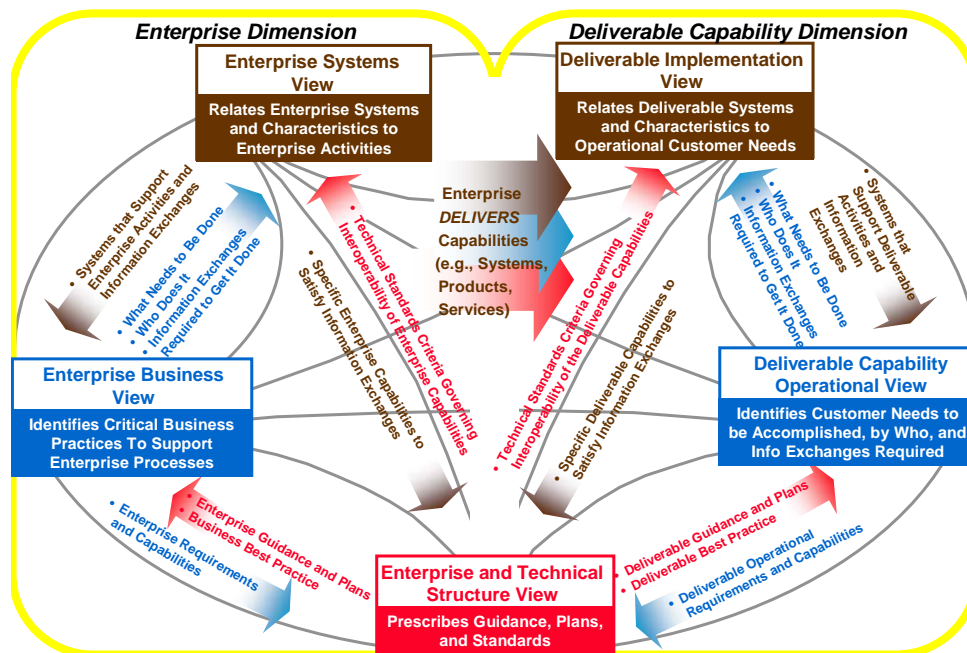 Enterprise Dimension
Deliverable Capability Dimension
Enterprise Systems
View
Relates Enterprise Systems
and Characteristics to
Enterprise Activities
Deliverable Implementation
View
Relates Deliverable Systems
and Characteristics to
Operational Customer Needs
• Systems that Support
Enterprise Activities and
Information Exchanges
• What Needs to Be Done
• Who Does It
• Information Exchanges
Required to Get It Done
• Technical Standards Criteria Governing
Interoperability of Enterprise Capabilities
• Specific Enterprise Capabilities to
Satisfy Information Exchanges
Enterprise
DELIVERS
Capabilities
(e.g., Systems,
Products,
Services)
• Technical Standards Criteria Governing
Interoperability of the Deliverable Capabilities
• Specific Deliverable Capabilities to
Satisfy Information Exchanges
• What Needs to Be Done
• Who Does It
• Information Exchanges
Required to Get It Done
• Systems that
Support Deliverable
Activities and
Information
Exchanges
Enterprise Business
View
Identifies Critical Business
Practices To Support
Enterprise Processes
Deliverable Capability
Operational View
Identifies Customer Needs to
be Accomplished, by Who, and
Info Exchanges Required
• Enterprise Guidance and Plans
• Business Best Practice
• Enterprise Requirements
and Capabilities
Enterprise and Technical
Structure View
Prescribes Guidance, Plans,
and Standards
• Deliverable Guidance and Plans
• Deliverable Best Practice
• Deliverable Operational
Requirements and Capabilities